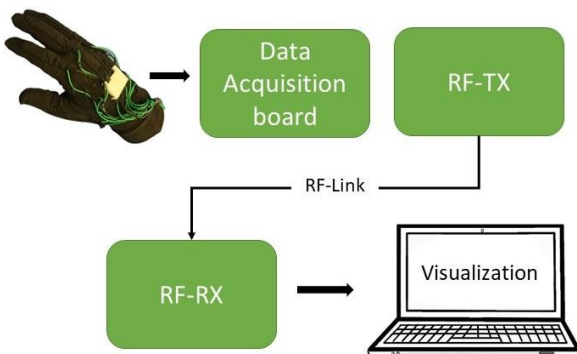 Data
Acquisition
board
RF-TX
RF-Link
RF-RX
Visualization